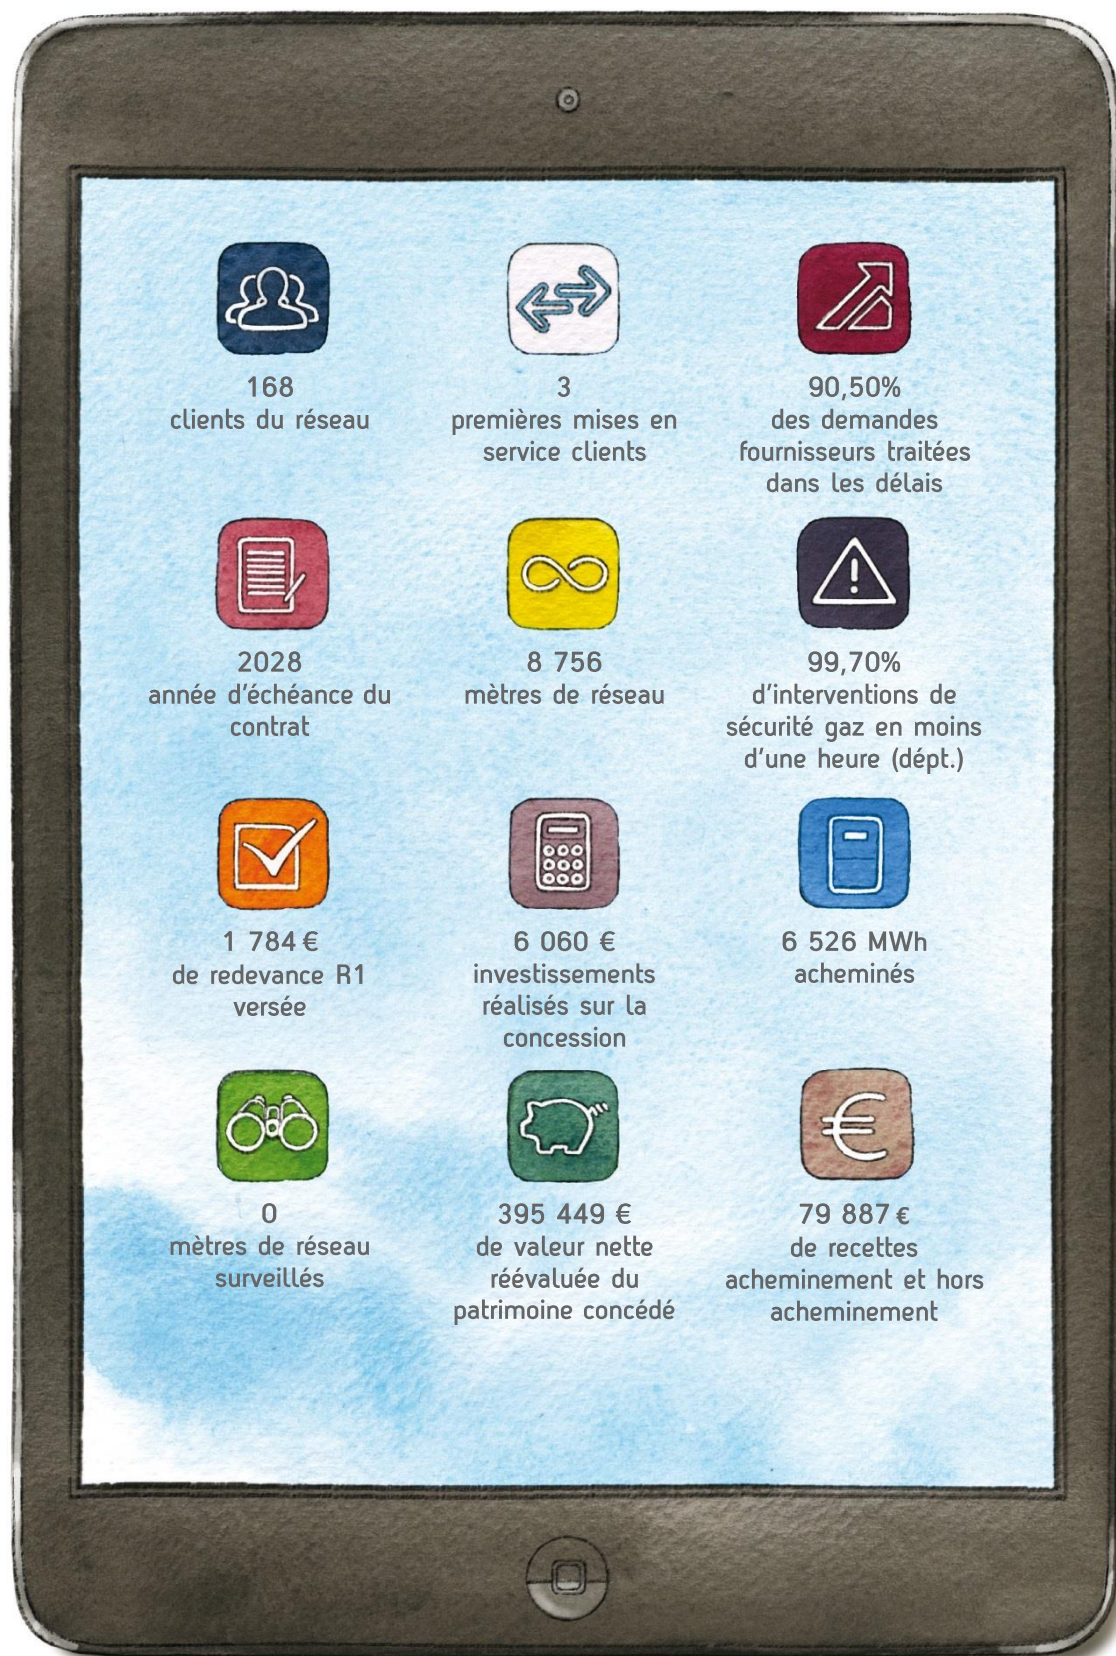 168
clients du réseau
3
premières mises en
service clients
90,50%
des demandes
fournisseurs traitées
dans les délais
2028
année d'échéance du
contrat
8 756
mètres de réseau
99,70%
d'interventions de
sécurité gaz en moins
d'une heure (dépt.)
1 784 €
de redevance R1
versée
6 060 €
investissements
réalisés sur la
concession
6 526 MWh
acheminés
0
mètres de réseau
surveillés
395 449 €
de valeur nette
réévaluée du
patrimoine concédé
79 887 €
de recettes
acheminement et hors
acheminement